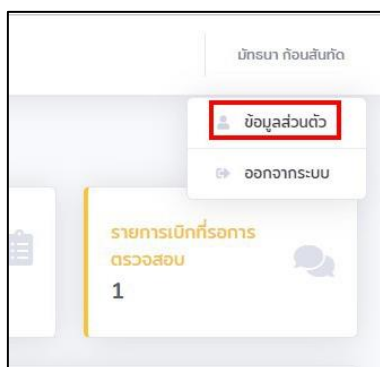 มัทธนา ก้อนสันทัด
ข้อมูลส่วนตัว
ออกจากระบบ
รายการเบิกที่รอการ
ตรวจสอบ
1